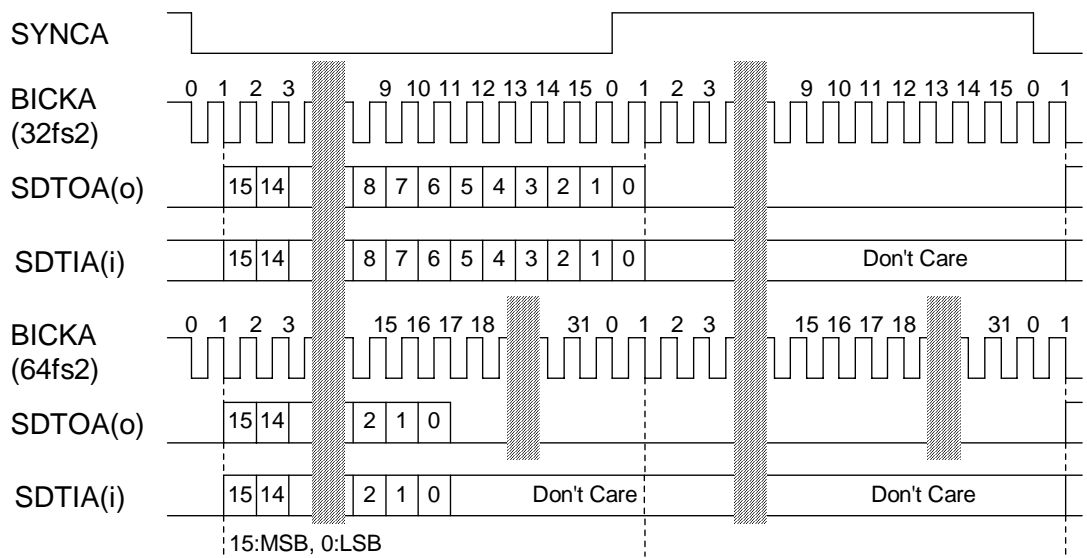 SYNCA
0 1 2 3 9 10 11 12 13 14 15 0 1 2 3 9 10 11 12 13 14 15 0 1
BICKA
(32fs2)
SDTOA(o) 15 14 8 7 6 5 4 3 2 1 0
SDTIA(i) 15 14 8 7 6 5 4 3 2 1 0 Don't Care
0 1 2 3 15 16 17 18 31 0 1 2 3 15 16 17 18 31 0 1
BICKA
(64fs2)
SDTOA(o) 15 14 2 1 0
SDTIA(i) 15 14 2 1 0 Don't Care Don't Care
15:MSB, 0:LSB